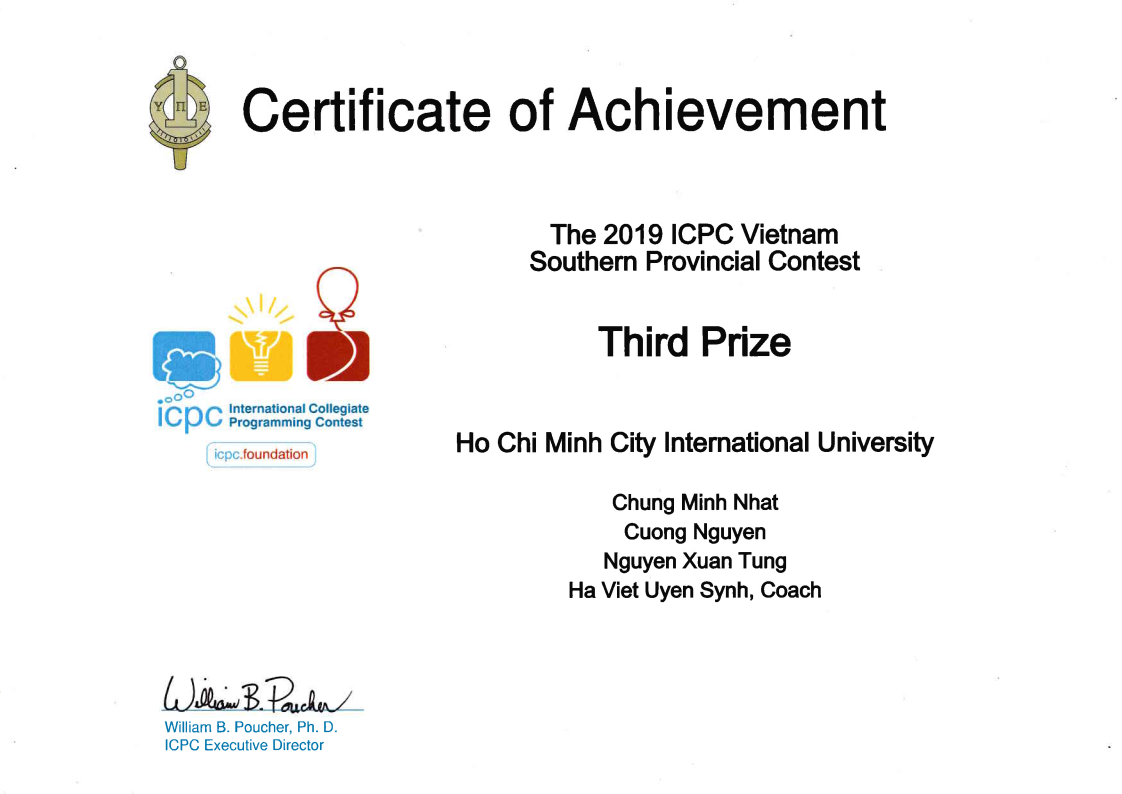 Υ Π Ε
Certificate of Achievement
The 2019 ICPC Vietnam
Southern Provincial Contest
Third Prize
icpc International Collegiate
Programming Contest
icpc.foundation
Ho Chi Minh City International University
Chung Minh Nhat
Cuong Nguyen
Nguyen Xuan Tung
Ha Viet Uyen Synh, Coach
William B. Poucher
William B. Poucher, Ph. D.
ICPC Executive Director